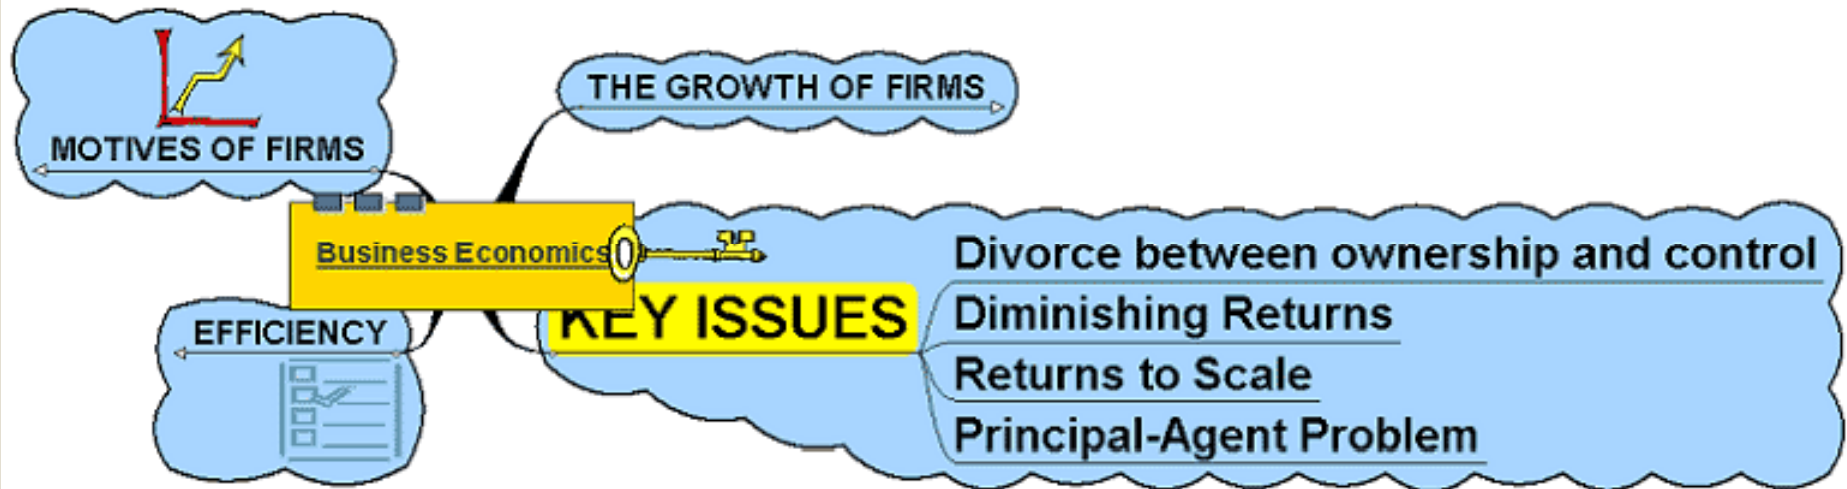 MOTIVES OF FIRMS
THE GROWTH OF FIRMS
Business Economics
EFFICIENCY
KEY ISSUES
Divorce between ownership and control
Diminishing Returns
Returns to Scale
Principal-Agent Problem